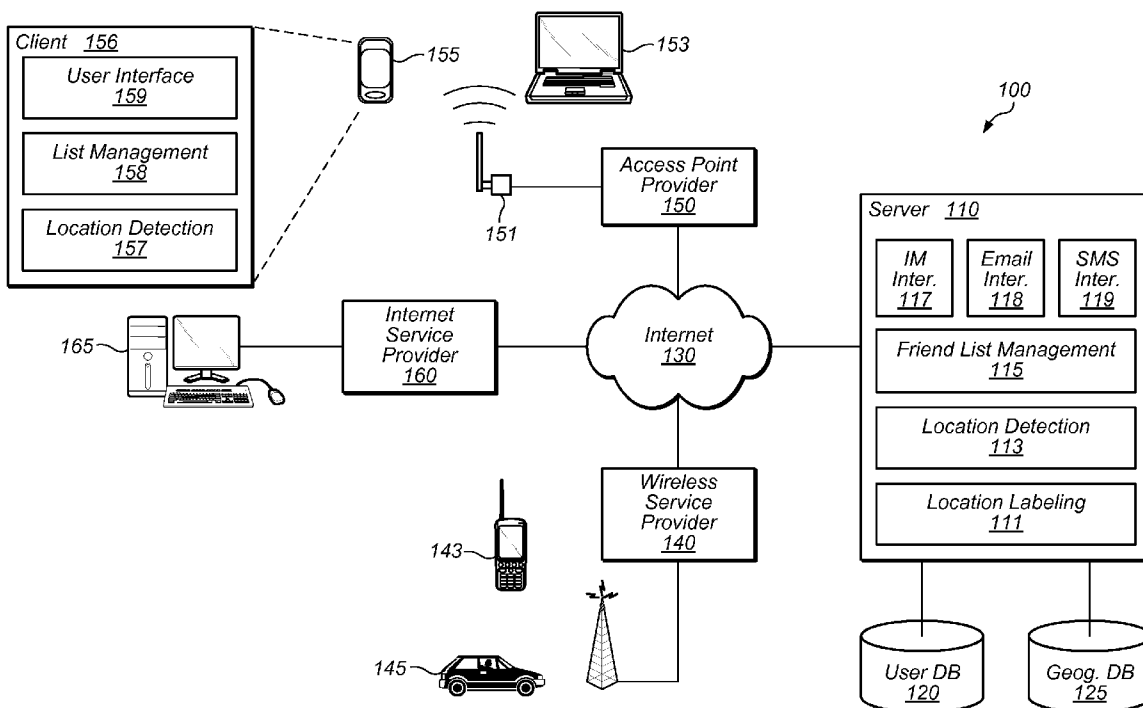 Client 156
User Interface
159
List Management
158
Location Detection
157
155
153
100
151
Access Point
Provider
150
Server 110
IM
Inter.
117
Email
Inter.
118
SMS
Inter.
119
Friend List Management
115
Location Detection
113
Location Labeling
111
165
Internet
Service
Provider
160
Internet
130
Wireless
Service
Provider
140
143
145
User DB
120
Geog. DB
125